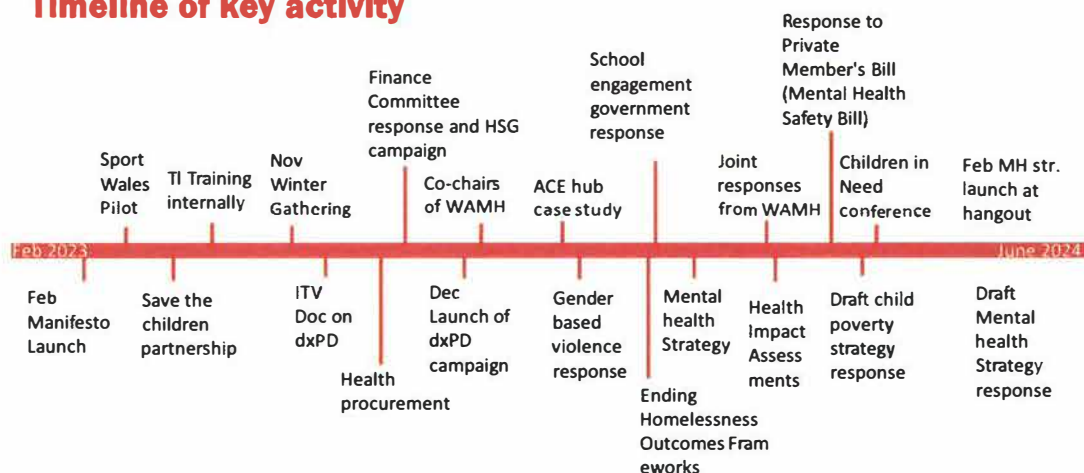 Timeline of key activity
Response to
Private
Member's Bill
(Mental Health
Safety Bill)
School
engagement
government
response
Finance
Committee
response and HSG
campaign
Sport
Wales
Pilot
TI Training
internally
Nov
Winter
Gathering
Co-chairs
of WAMH
ACE hub
case study
Joint
responses
from WAMH
Children in
Need
conference
Feb MH str.
launch at
hangout
Feb 2023
June 2024
Feb
Manifesto
Launch
Save the
children
partnership
ITV
Doc on
dxPD
Health
procurement
Dec
Launch of
dxPD
campaign
Gender
based
violence
response
Ending
Homelessness
Outcomes Fram
eworks
Mental
health
Strategy
Health
Impact
Assess
ments
Draft child
poverty
strategy
response
Draft
Mental
health
Strategy
response